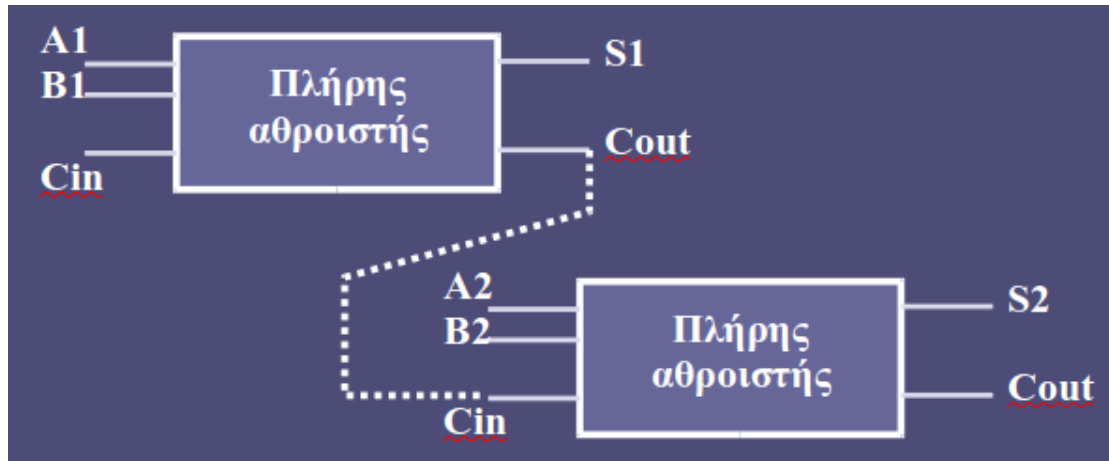 A1
B1
Cin
Πλήρης
αθροιστής
S1
Cout
A2
B2
Cin
Πλήρης
αθροιστής
S2
Cout